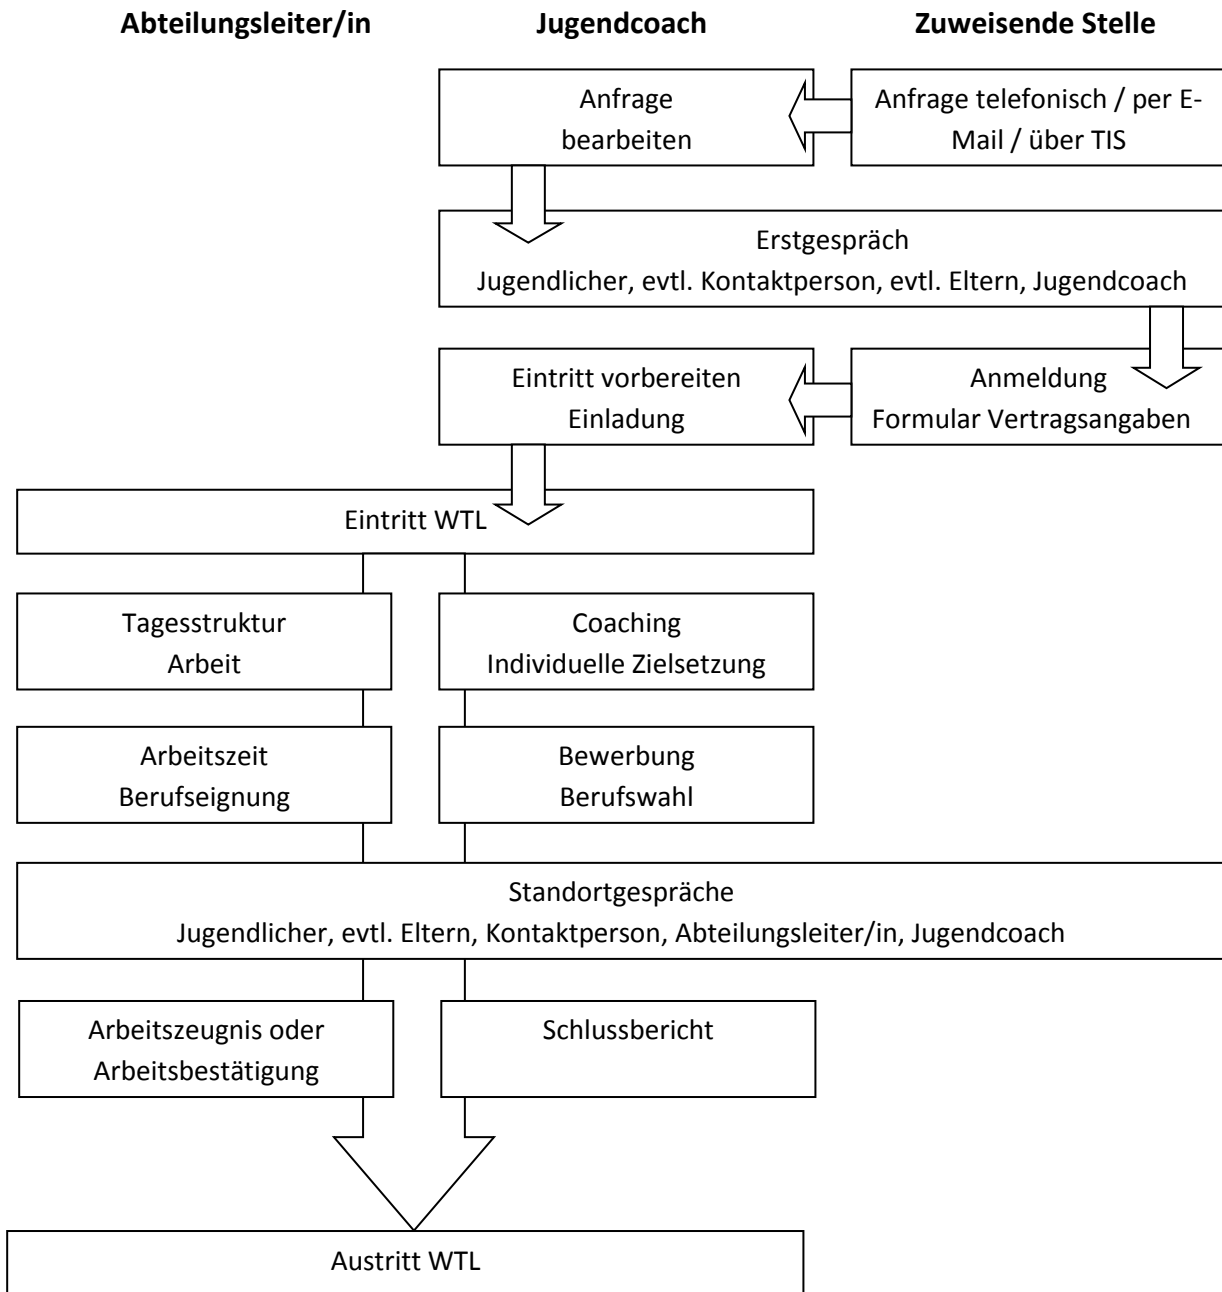 Abteilungsleiter/in
Jugendcoach
Zuweisende Stelle
Anfrage
bearbeiten
Anfrage telefonisch / per E-
Mail / über TIS
Erstgespräch
Jugendlicher, evtl. Kontaktperson, evtl. Eltern, Jugendcoach
Eintritt vorbereiten
Einladung
Anmeldung
Formular Vertragsangaben
Eintritt WTL
Tagesstruktur
Arbeit
Coaching
Individuelle Zielsetzung
Arbeitszeit
Berufseignung
Bewerbung
Berufswahl
Standortgespräche
Jugendlicher, evtl. Eltern, Kontaktperson, Abteilungsleiter/in, Jugendcoach
Arbeitszeugnis oder
Arbeitsbestätigung
Schlussbericht
Austritt WTL